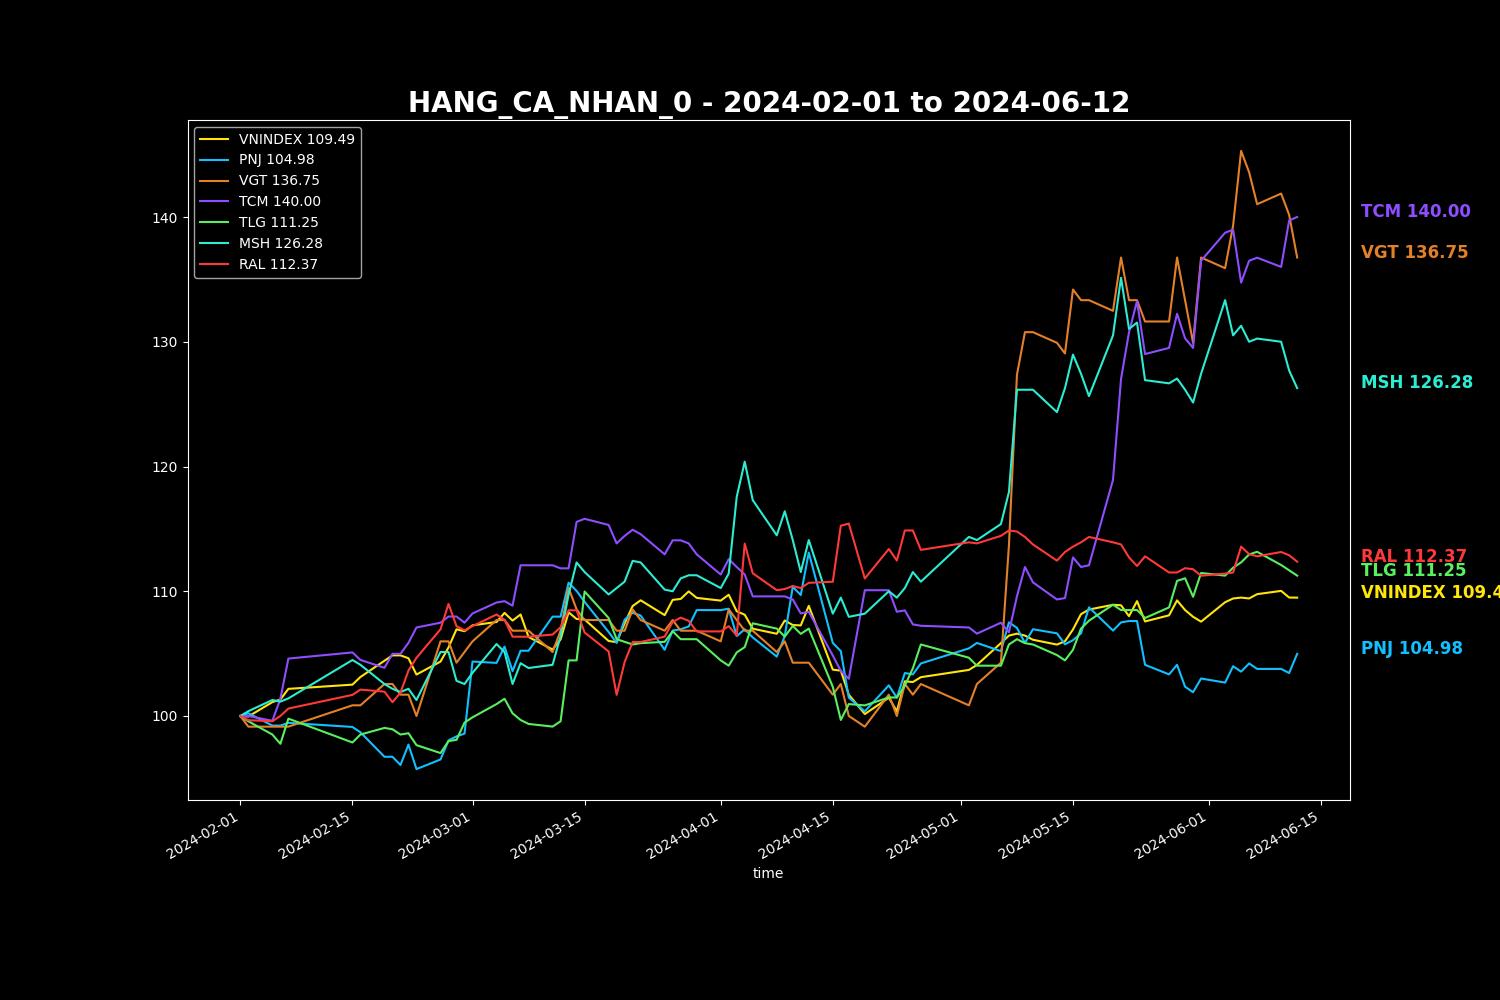 HANG_CA_NHAN_0 - 2024-02-01 to 2024-06-12
VNINDEX 109.49
PNJ 104.98
VGT 136.75
TCM 140.00
TLG 111.25
MSH 126.28
RAL 112.37
140
130
120
110
100
TCM 140.00
VGT 136.75
MSH 126.28
RAL 112.37
TLG 111.25
VNINDEX 109.4
PNJ 104.98
2024-02-01
2024-02-15
2024-03-01
2024-03-15
2024-04-01
2024-04-15
2024-05-01
2024-05-15
2024-06-01
2024-06-15
time